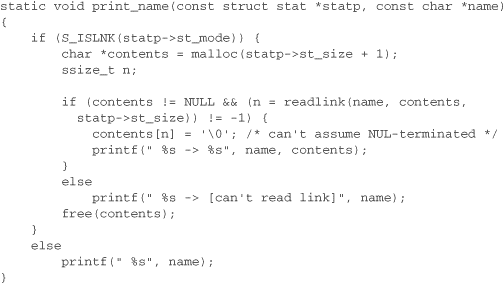 static void print_name(const struct stat *statp, const char *name)
{
    if (S_ISLNK(statp->st_mode)) {
        char *contents = malloc(statp->st_size + 1);
        ssize_t n;

        if (contents != NULL && (n = readlink(name, contents,
          statp->st_size)) != -1) {
            contents[n] = '\0'; /* can't assume NUL-terminated */
            printf(" %s -> %s", name, contents);
        }
        else
            printf(" %s -> [can't read link]", name);
        free(contents);
    }
    else
        printf(" %s", name);
}